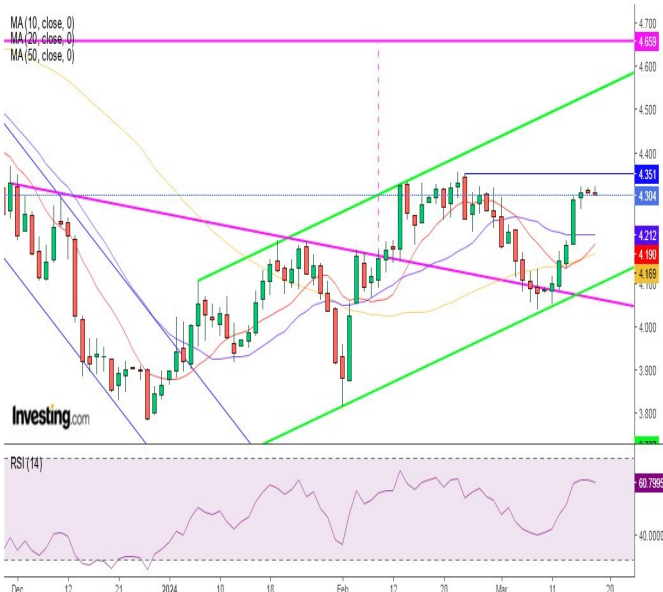 MA (10, close, 0)
MA (20, close, 0)
MA (50, close, 0)
4.700
4.659
4.600
4.500
4.400
4.351
4.304
4.212
4.190
4.169
4.100
4.000
3.900
3.800
Investing.com
RSI (14)
60.7995
40.0000
Dec 12 21 2024 10 18 Feb 12 20 Mar 11 20